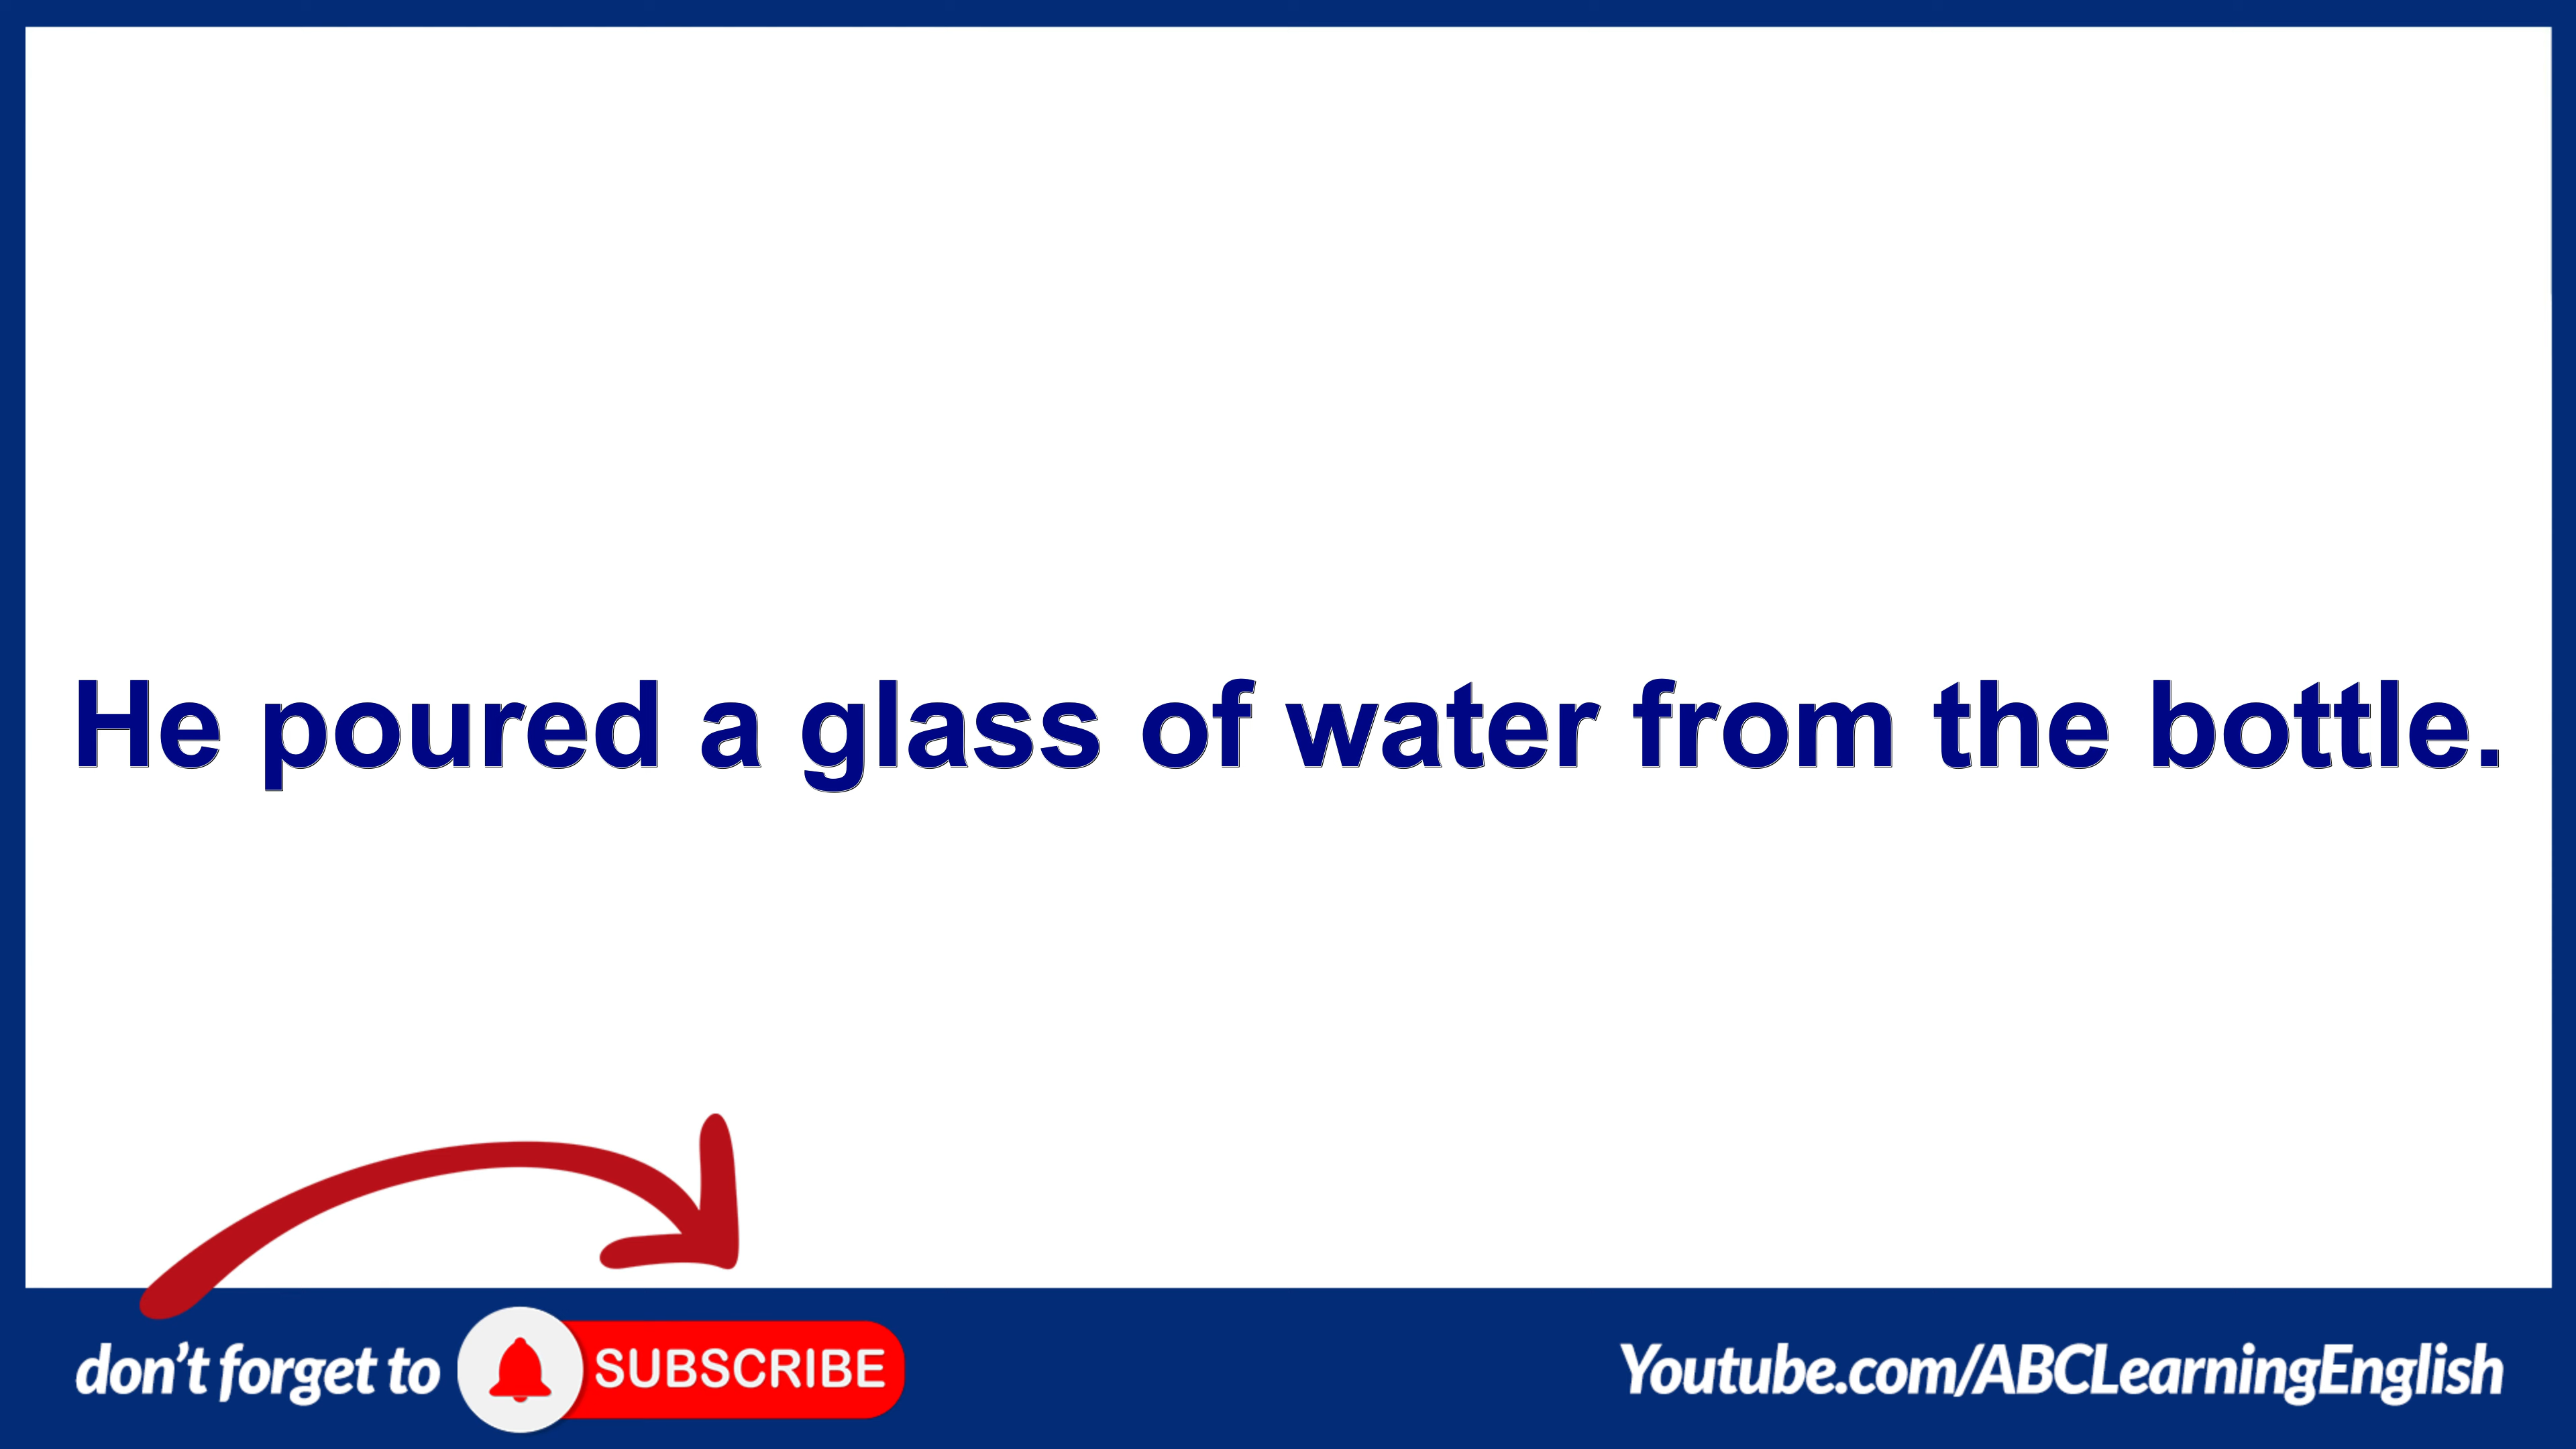 He poured a glass of water from the bottle.
don't forget to SUBSCRIBE
Youtube.com/ABCLearningEnglish